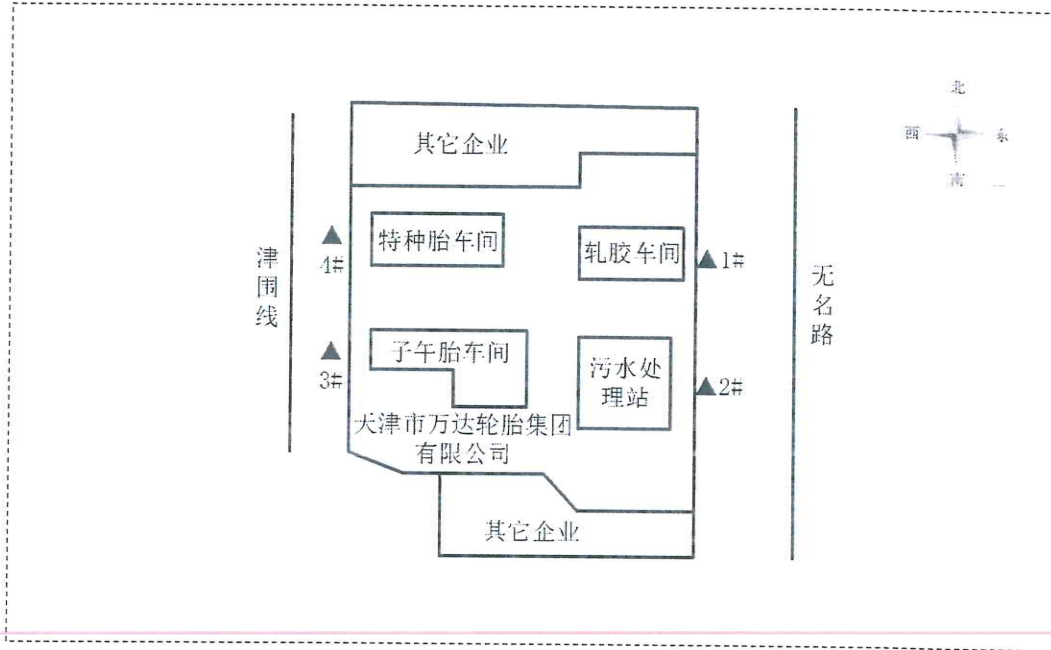 北
西
东
南
其它企业
特种胎车间
轧胶车间
▲
4#
▲1#
津围线
无名路
子午胎车间
▲
3#
污水处
理站
▲2#
天津市万达轮胎集团
有限公司
其它企业